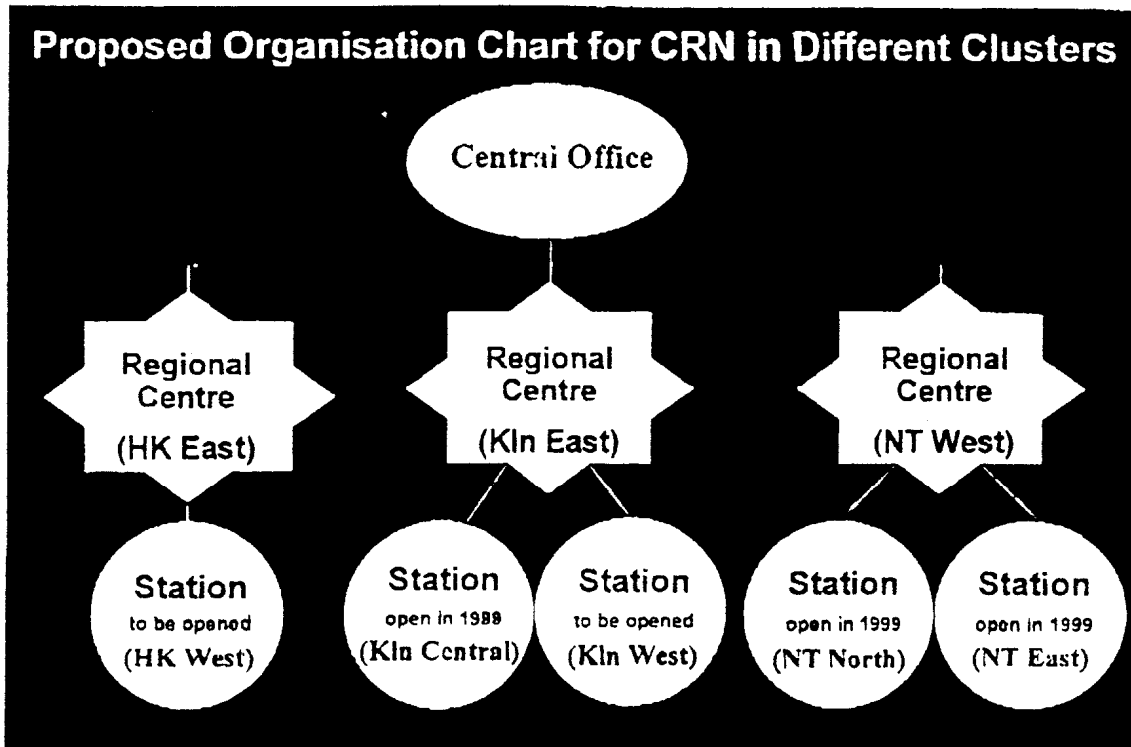 Proposed Organisation Chart for CRN in Different Clusters
Central Office
Regional
Centre
(HK East)
Regional
Centre
(Kln East)
Regional
Centre
(NT West)
Station
to be opened
(HK West)
Station
open in 1999
(Kln Central)
Station
to be opened
(Kln West)
Station
open in 1999
(NT North)
Station
open in 1999
(NT East)